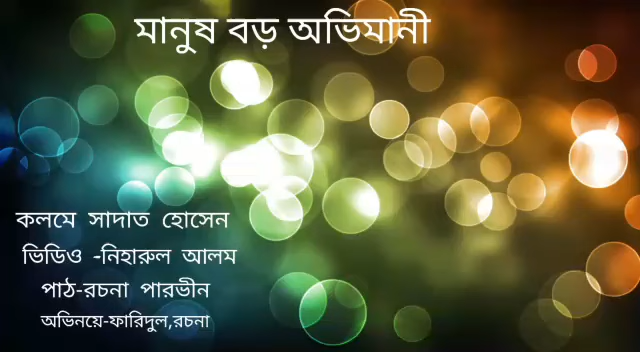 মানুষ বড় অভিমানী
কলমে সাদাত হোসেন
ভিডিও -নিহারুল আলম
পাঠ-রচনা পারভীন
অভিনয়ে-ফারিদুল,রচনা